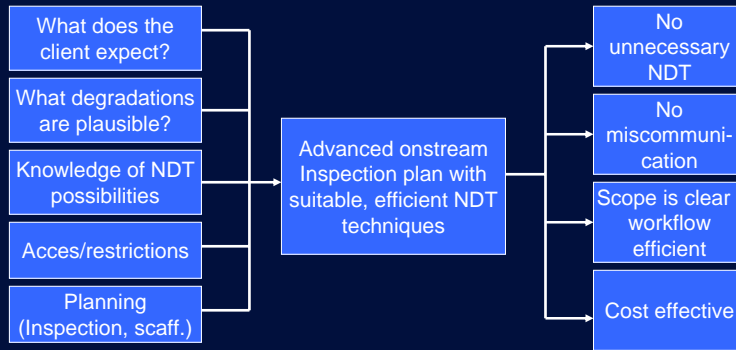 What does the
client expect?
What degradations
are plausible?
Knowledge of NDT
possibilities
Acces/restrictions
Planning
(Inspection, scaff.)
Advanced onstream
Inspection plan with
suitable, efficient NDT
techniques
No
unnecessary
NDT
No
miscommuni-
cation
Scope is clear
workflow
efficient
Cost effective